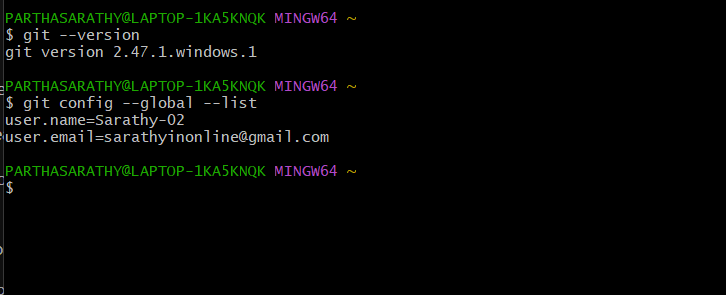 PARTHASARATHY@LAPTOP-1KA5KNQK MINGW64 ~
$ git --version
git version 2.47.1.windows.1
PARTHASARATHY@LAPTOP-1KA5KNQK MINGW64 ~
$ git config --global --list
user.name=Sarathy-02
user.email=sarathyinonline@gmail.com
PARTHASARATHY@LAPTOP-1KA5KNQK MINGW64 ~
$